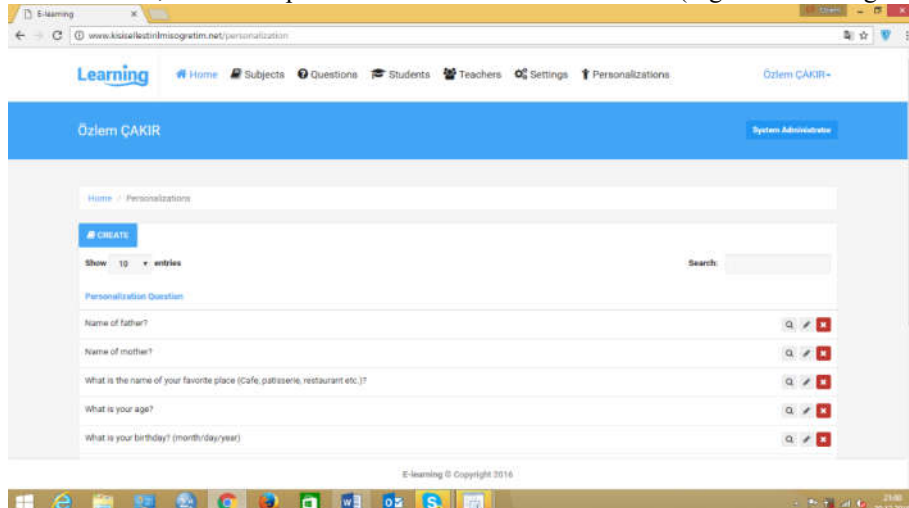 E-learning
www.kisisellestirilmisogretim.net/personalization
Learning Home Subjects Questions Students Teachers Settings Personalizations Özlem ÇAKIR
Özlem ÇAKIR System Administrator
Home / Personalizations
CREATE
Show 10 entries Search:
Personalization Question
Name of father?
Name of mother?
What is the name of your favorite place (Cafe, patisserie, restaurant etc.)?
What is your age?
What is your birthday? (month/day/year)
E-learning © Copyright 2016